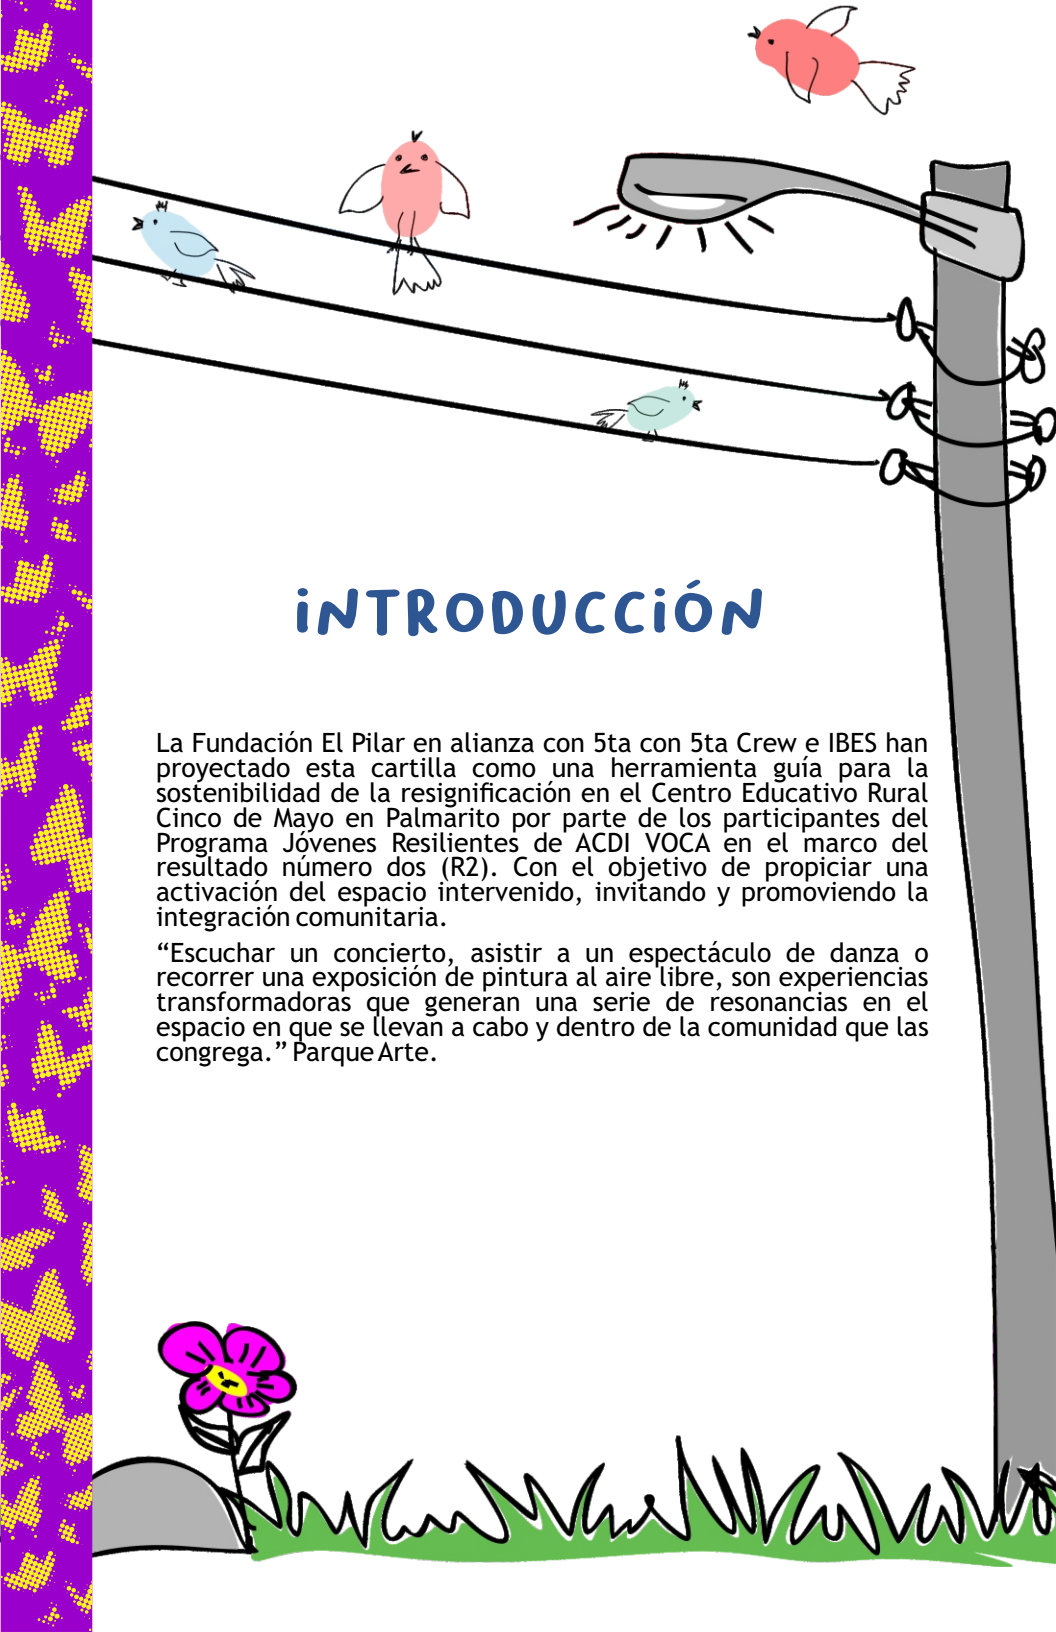 iNTRODUCCiÓN
La Fundación El Pilar en alianza con 5ta con 5ta Crew e IBES han
proyectado esta cartilla como una herramienta guía para la
sostenibilidad de la resignificación en el Centro Educativo Rural
Cinco de Mayo en Palmarito por parte de los participantes del
Programa Jóvenes Resilientes de ACDI VOCA en el marco del
resultado número dos (R2). Con el objetivo de propiciar una
activación del espacio intervenido, invitando y promoviendo la
integración comunitaria.
“Escuchar un concierto, asistir a un espectáculo de danza o
recorrer una exposición de pintura al aire libre, son experiencias
transformadoras que generan una serie de resonancias en el
espacio en que se llevan a cabo y dentro de la comunidad que las
congrega.” Parque Arte.